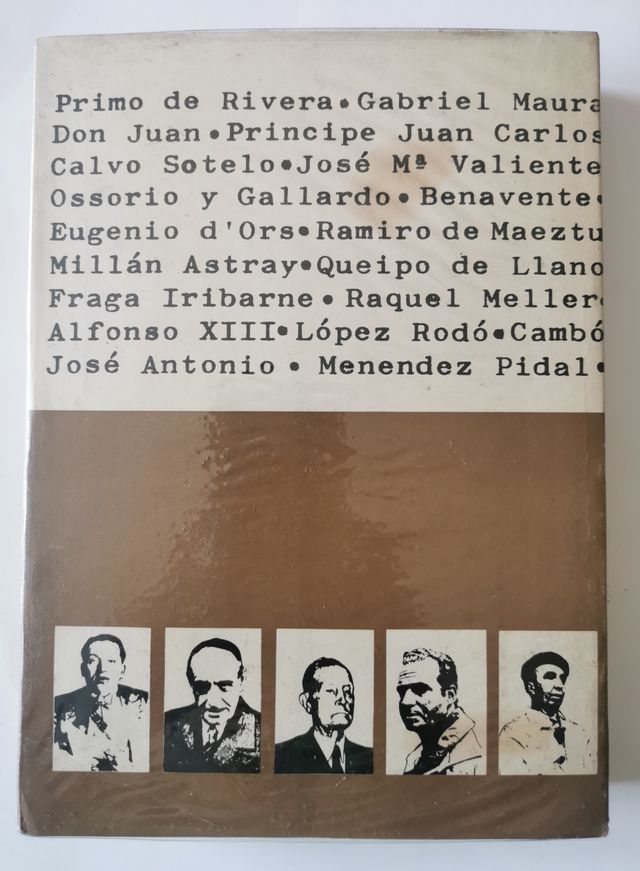 Primo de Rivera•Gabriel Maura
Don Juan•Principe Juan Carlos
Calvo Sotelo•José Mª Valiente
Ossorio y Gallardo•Benavente•
Eugenio d'Ors•Ramiro de Maeztu
Millán Astray•Queipo de Llano
Fraga Iribarne•Raquel Meller•
Alfonso XIII•López Rodó•Cambó
José Antonio•Menendez Pidal•